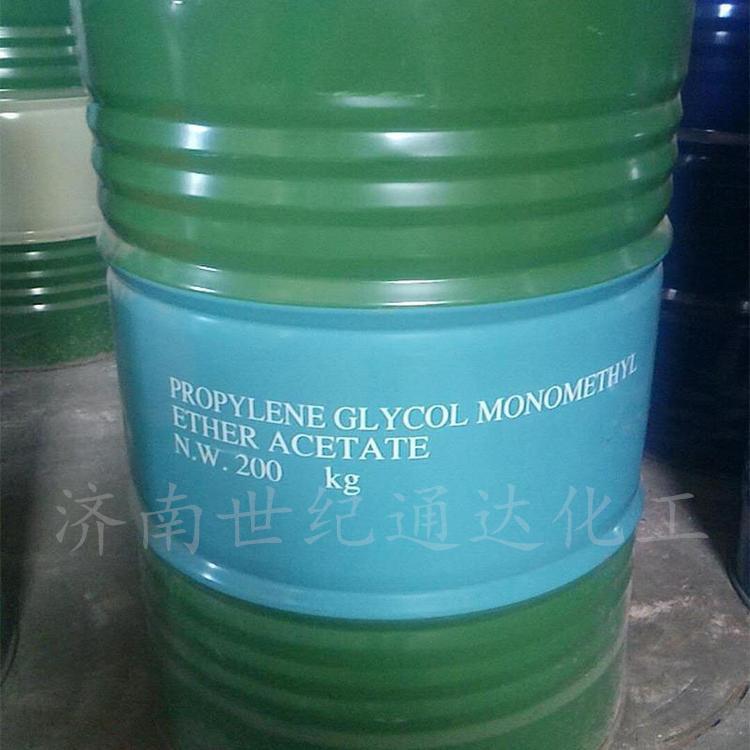 PROPYLENE GLYCOL MONOMETHYL
ETHER ACETATE
N.W. 200 kg
济南世纪通达化工